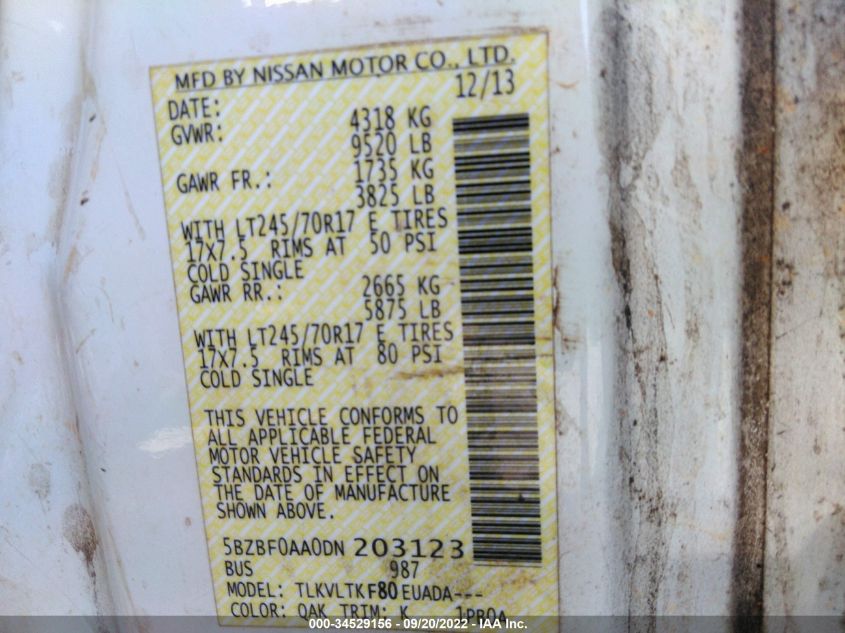 MFD BY NISSAN MOTOR CO., LTD.
DATE: 12/13
GVWR: 4318 KG
9520 LB
GAWR FR.: 1735 KG
3825 LB
WITH LT245/70R17 E TIRES
17X7.5 RIMS AT 50 PSI
COLD SINGLE
GAWR RR.: 2665 KG
5875 LB
WITH LT245/70R17 E TIRES
17X7.5 RIMS AT 80 PSI
COLD SINGLE
THIS VEHICLE CONFORMS TO
ALL APPLICABLE FEDERAL
MOTOR VEHICLE SAFETY
STANDARDS IN EFFECT ON
THE DATE OF MANUFACTURE
SHOWN ABOVE.
5BZBF0AA0DN 203123
BUS 987
MODEL: TLKVLTKF80EUADA---
COLOR: QAK TRIM: K
000-34529156 - 09/20/2022 - IAA Inc.